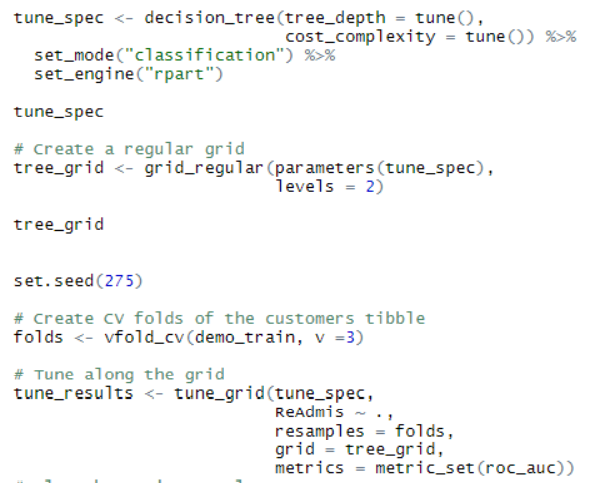 tune_spec <- decision_tree(tree_depth = tune(),
cost_complexity = tune()) %>%
set_mode("classification") %>%
set_engine("rpart")
tune_spec
# Create a regular grid
tree_grid <- grid_regular(parameters(tune_spec),
levels = 2)
tree_grid
set.seed(275)
# Create CV folds of the customers tibble
folds <- vfold_cv(demo_train, v =3)
# Tune along the grid
tune_results <- tune_grid(tune_spec,
ReAdmis ~ .,
resamples = folds,
grid = tree_grid,
metrics = metric_set(roc_auc))